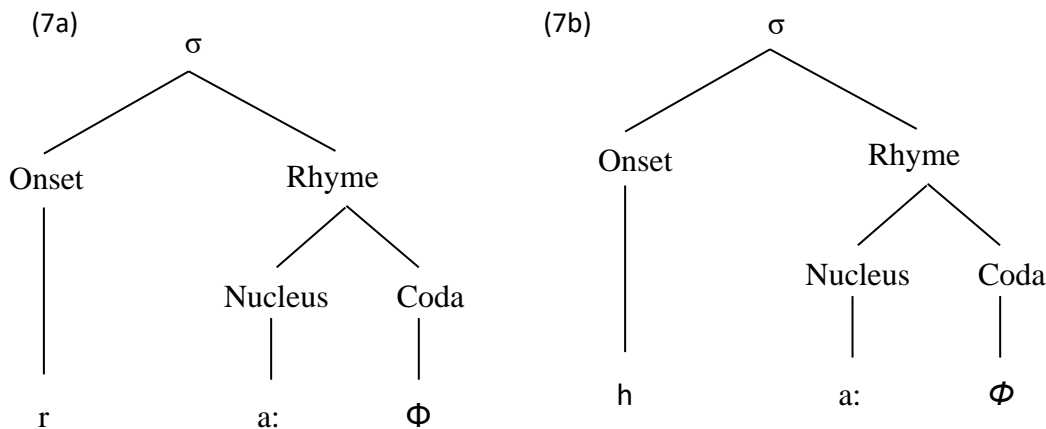 (7a) (7b)
σ σ
Onset Rhyme Onset Rhyme
Nucleus Coda Nucleus Coda
r a: Φ h a: Φ